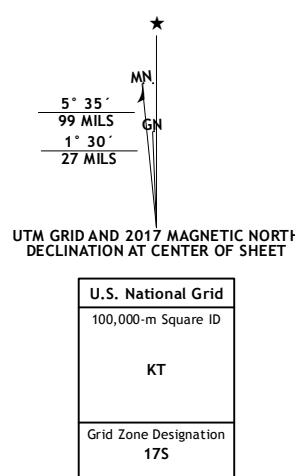 MN
5° 35´
99 MILS
GN
1° 30´
27 MILS
UTM GRID AND 2017 MAGNETIC NORTH
DECLINATION AT CENTER OF SHEET
U.S. National Grid
100,000-m Square ID
KT
Grid Zone Designation
17S